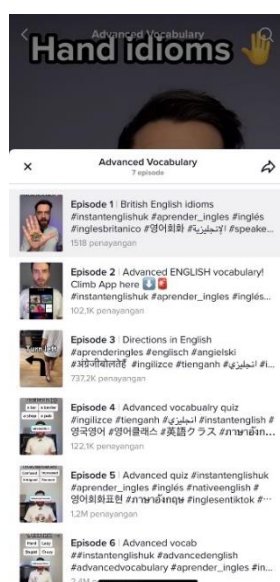 Advanced Vocabulary
Hand idioms
Advanced Vocabulary
7 episode
Episode 1 | British English idioms
#instantenglishuk #aprender_ingles #inglés
#inglesbritanico #영어회화 #الإنجليزية #speake...
1518 penayangan
Episode 2 | Advanced ENGLISH vocabulary!
Climb App here ⬇️🚨
#instantenglishuk #aprender_ingles #inglés...
102,1K penayangan
Turn left
Episode 3 | Directions in English
#aprenderingles #englisch #angielski
#अंग्रेजीबोलतेहैं #ingilizce #tienganh #انجليزي #i...
737,2K penayangan
Episode 4 | Advanced vocabualry quiz
#ingilizce #tienganh #انجليزي #instantenglish #
영국영어 #영어클래스 #英語クラス #ภาษาอังก...
122,1K penayangan
Episode 5 | Advanced quiz #instantenglishuk
#aprender_ingles #inglés #nativeenglish #
영어회화표현 #ภาษาอังกฤษ #inglesentiktok #...
1,2M penayangan
Episode 6 | Advanced vocab
##instantenglishuk #advancedenglish
#advancedvocabulary #aprender_ingles #in...